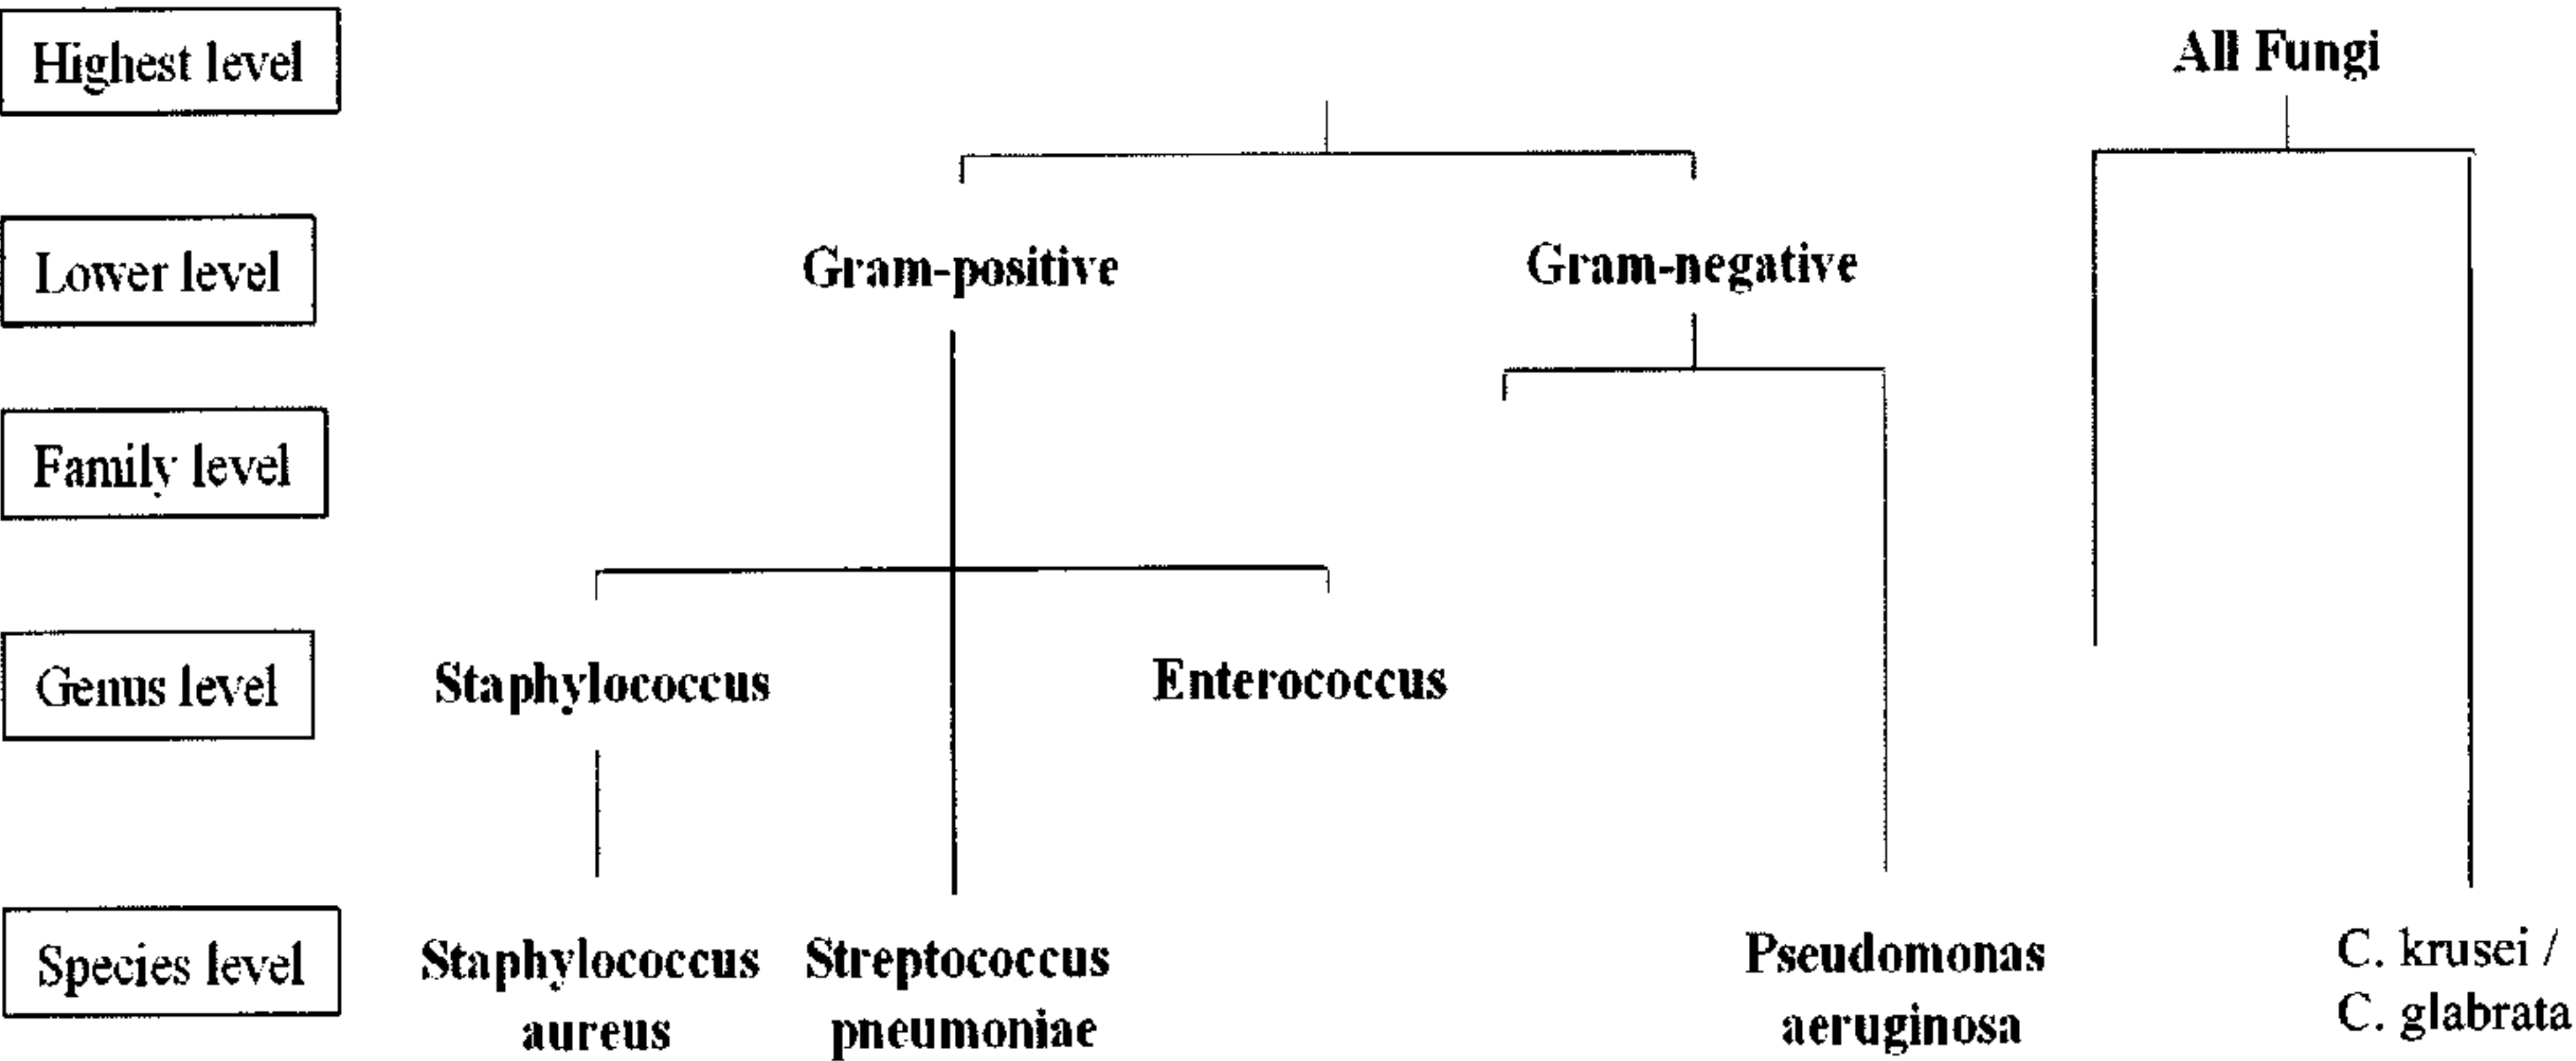 Highest level
All Fungi
Lower level
Gram-positive
Gram-negative
Family level
Genus level
Staphylococcus
Enterococcus
Species level
Staphylococcus
aureus
Streptococcus
pneumoniae
Pseudomonas
aeruginosa
C. krusei /
C. glabrata